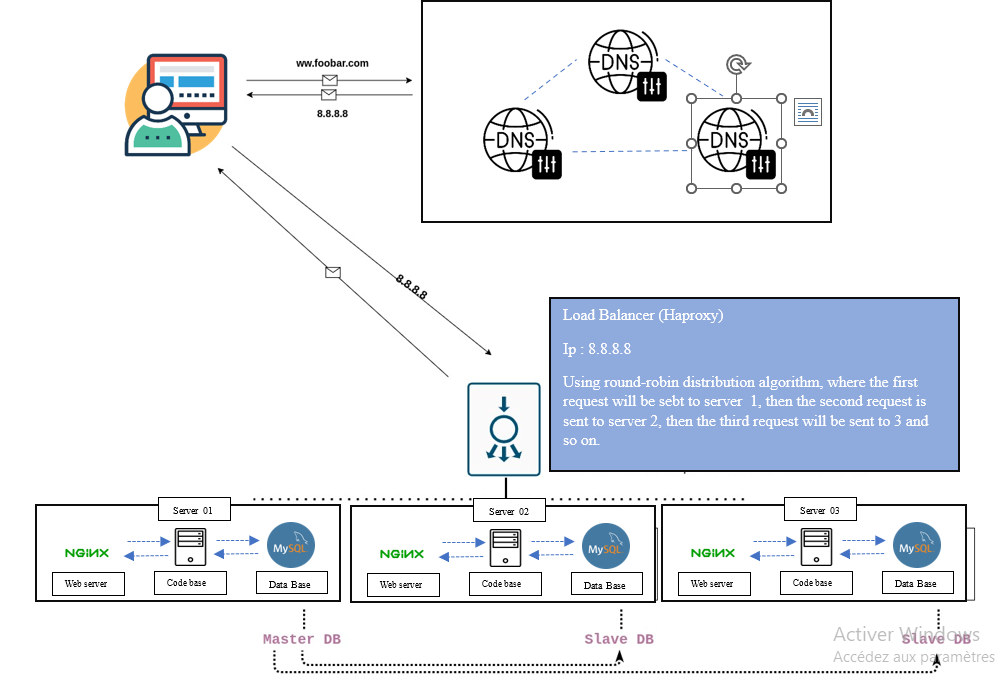 ww.foobar.com
8.8.8.8
DNS
DNS
DNS
8.8.8.8
Load Balancer (Haproxy)
Ip : 8.8.8.8
Using round-robin distribution algorithm, where the first
request will be sebt to server 1, then the second request is
sent to server 2, then the third request will be sent to 3 and
so on.
Server 01
Server 02
Server 03
NGINX
MySQL
NGINX
MySQL
NGINX
MySQL
Web server
Code base
Data Base
Web server
Code base
Data Base
Web server
Code base
Data Base
Master DB
Slave DB
Slave DB
Activer Windows
Accédez aux paramètres